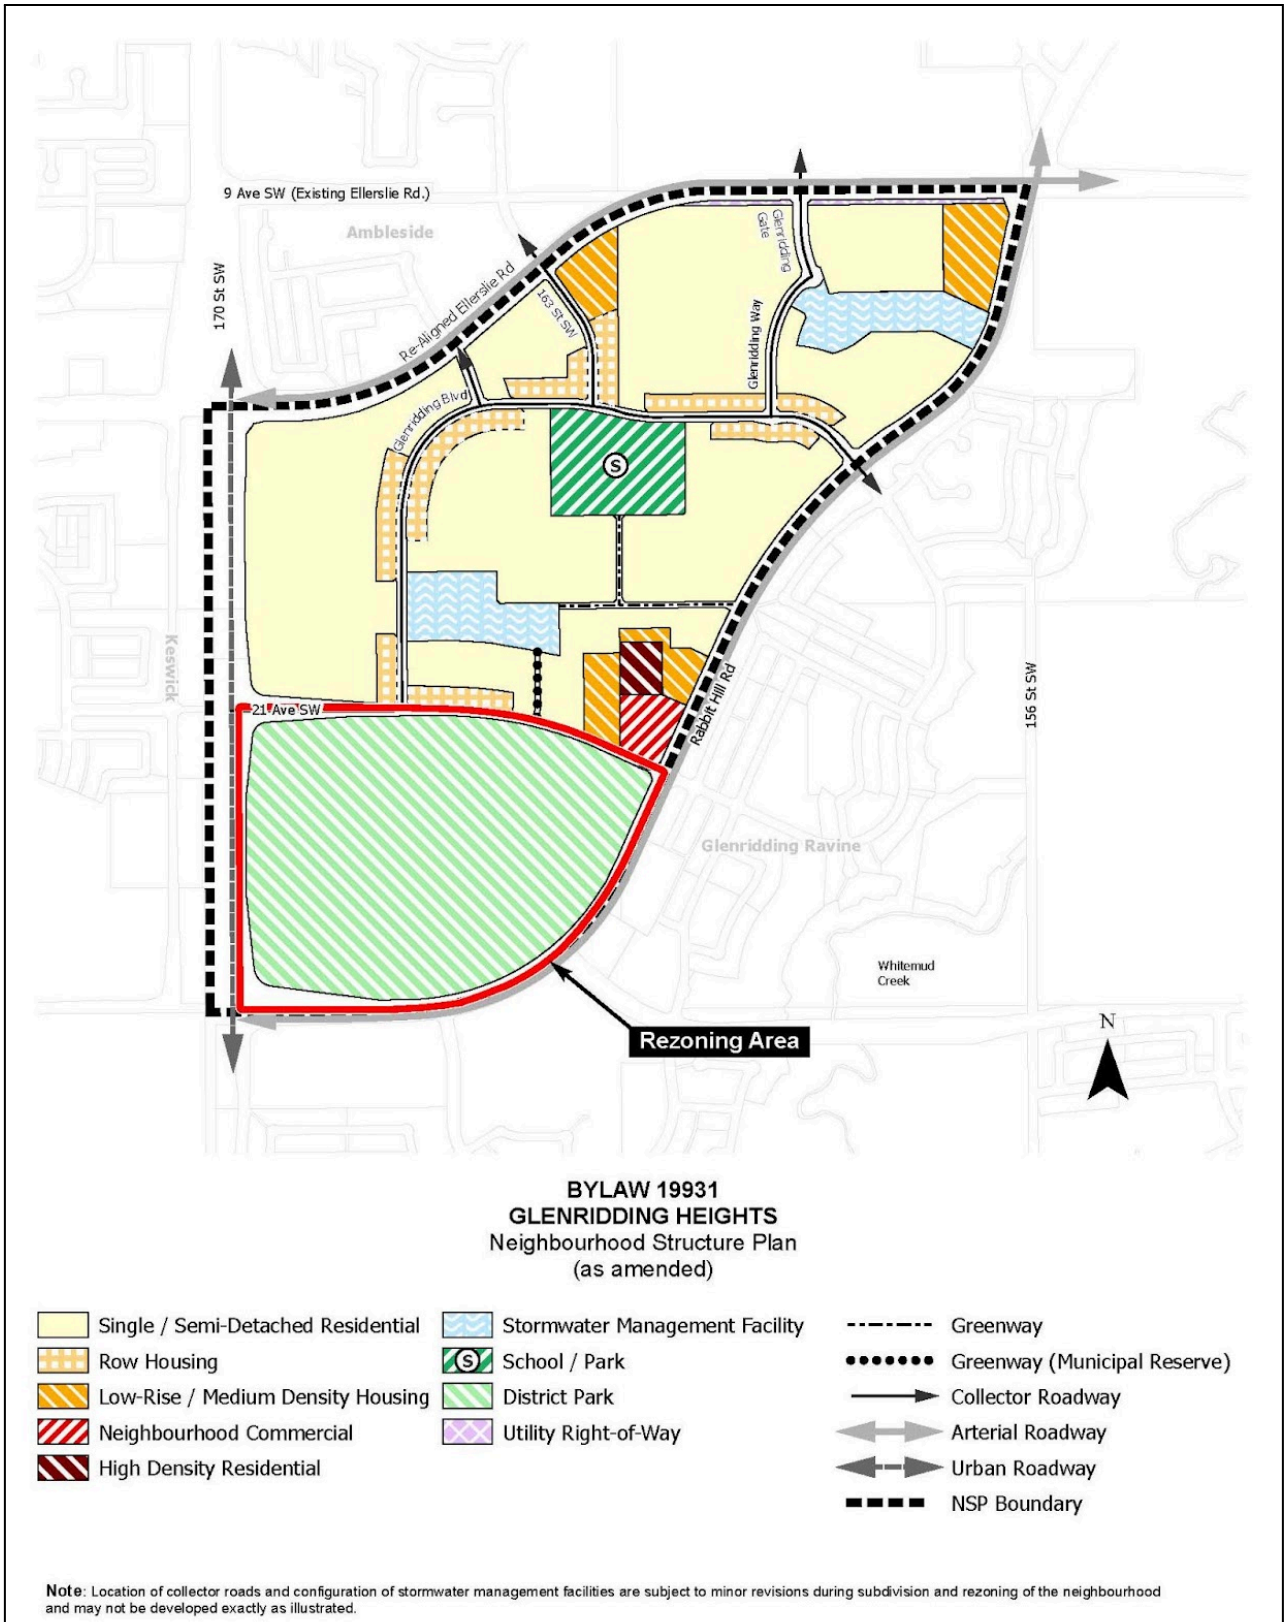 9 Ave SW (Existing Ellerslie Rd.)
Ambleside
170 St SW
Re-Aligned Ellerslie Rd
163 St SW
Glenridding
Gate
Glenridding Way
Glenridding Blvd
S
Keswick
21 Ave SW
Rabbit Hill Rd
156 St SW
Glenridding Ravine
Whitemud
Creek
Rezoning Area
N
BYLAW 19931
GLENRIDDING HEIGHTS
Neighbourhood Structure Plan
(as amended)
Single / Semi-Detached Residential
Row Housing
Low-Rise / Medium Density Housing
Neighbourhood Commercial
High Density Residential
Stormwater Management Facility
S School / Park
District Park
Utility Right-of-Way
Greenway
Greenway (Municipal Reserve)
Collector Roadway
Arterial Roadway
Urban Roadway
NSP Boundary
Note: Location of collector roads and configuration of stormwater management facilities are subject to minor revisions during subdivision and rezoning of the neighbourhood
and may not be developed exactly as illustrated.